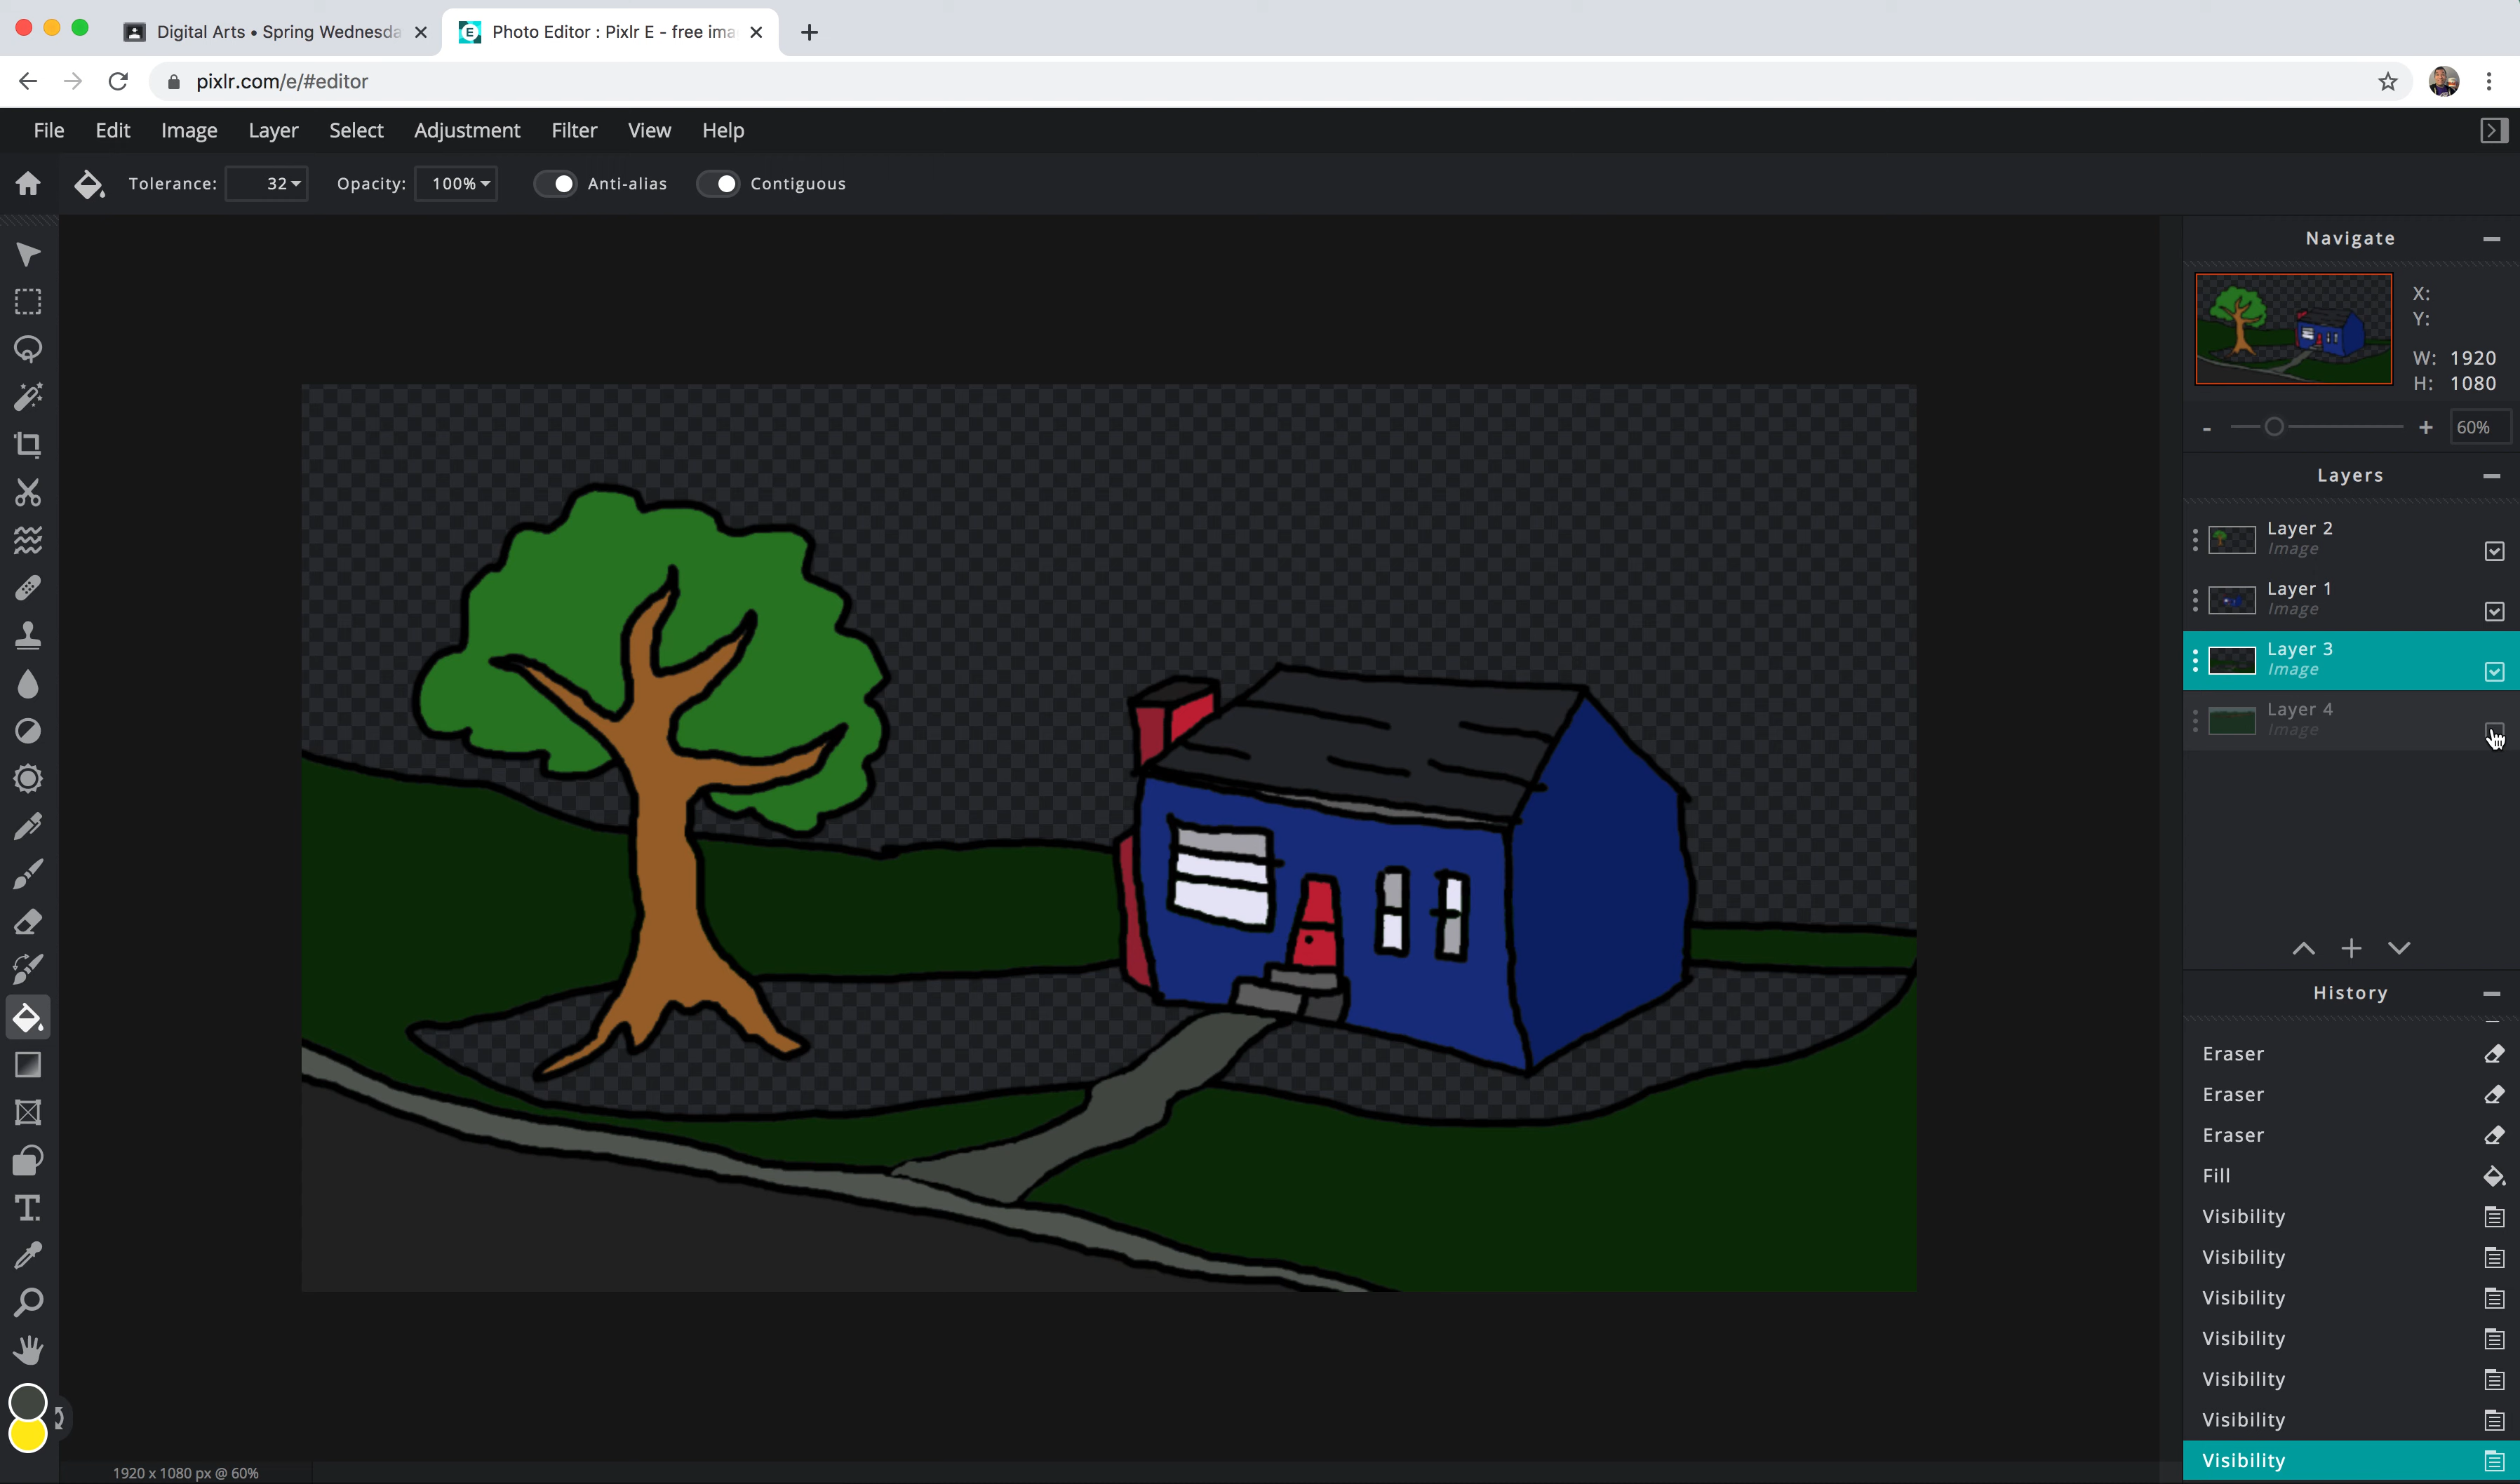 Digital Arts • Spring Wednesda
Photo Editor : Pixlr E - free ima
pixlr.com/e/#editor
File Edit Image Layer Select Adjustment Filter View Help
Tolerance: 32 Opacity: 100% Anti-alias Contiguous
Navigate
X:
Y:
W: 1920
H: 1080
- + 60%
Layers
Layer 2
Image
Layer 1
Image
Layer 3
Image
Layer 4
Image
History
Eraser
Eraser
Eraser
Fill
Visibility
Visibility
Visibility
Visibility
Visibility
Visibility
Visibility
1920 x 1080 px @ 60%